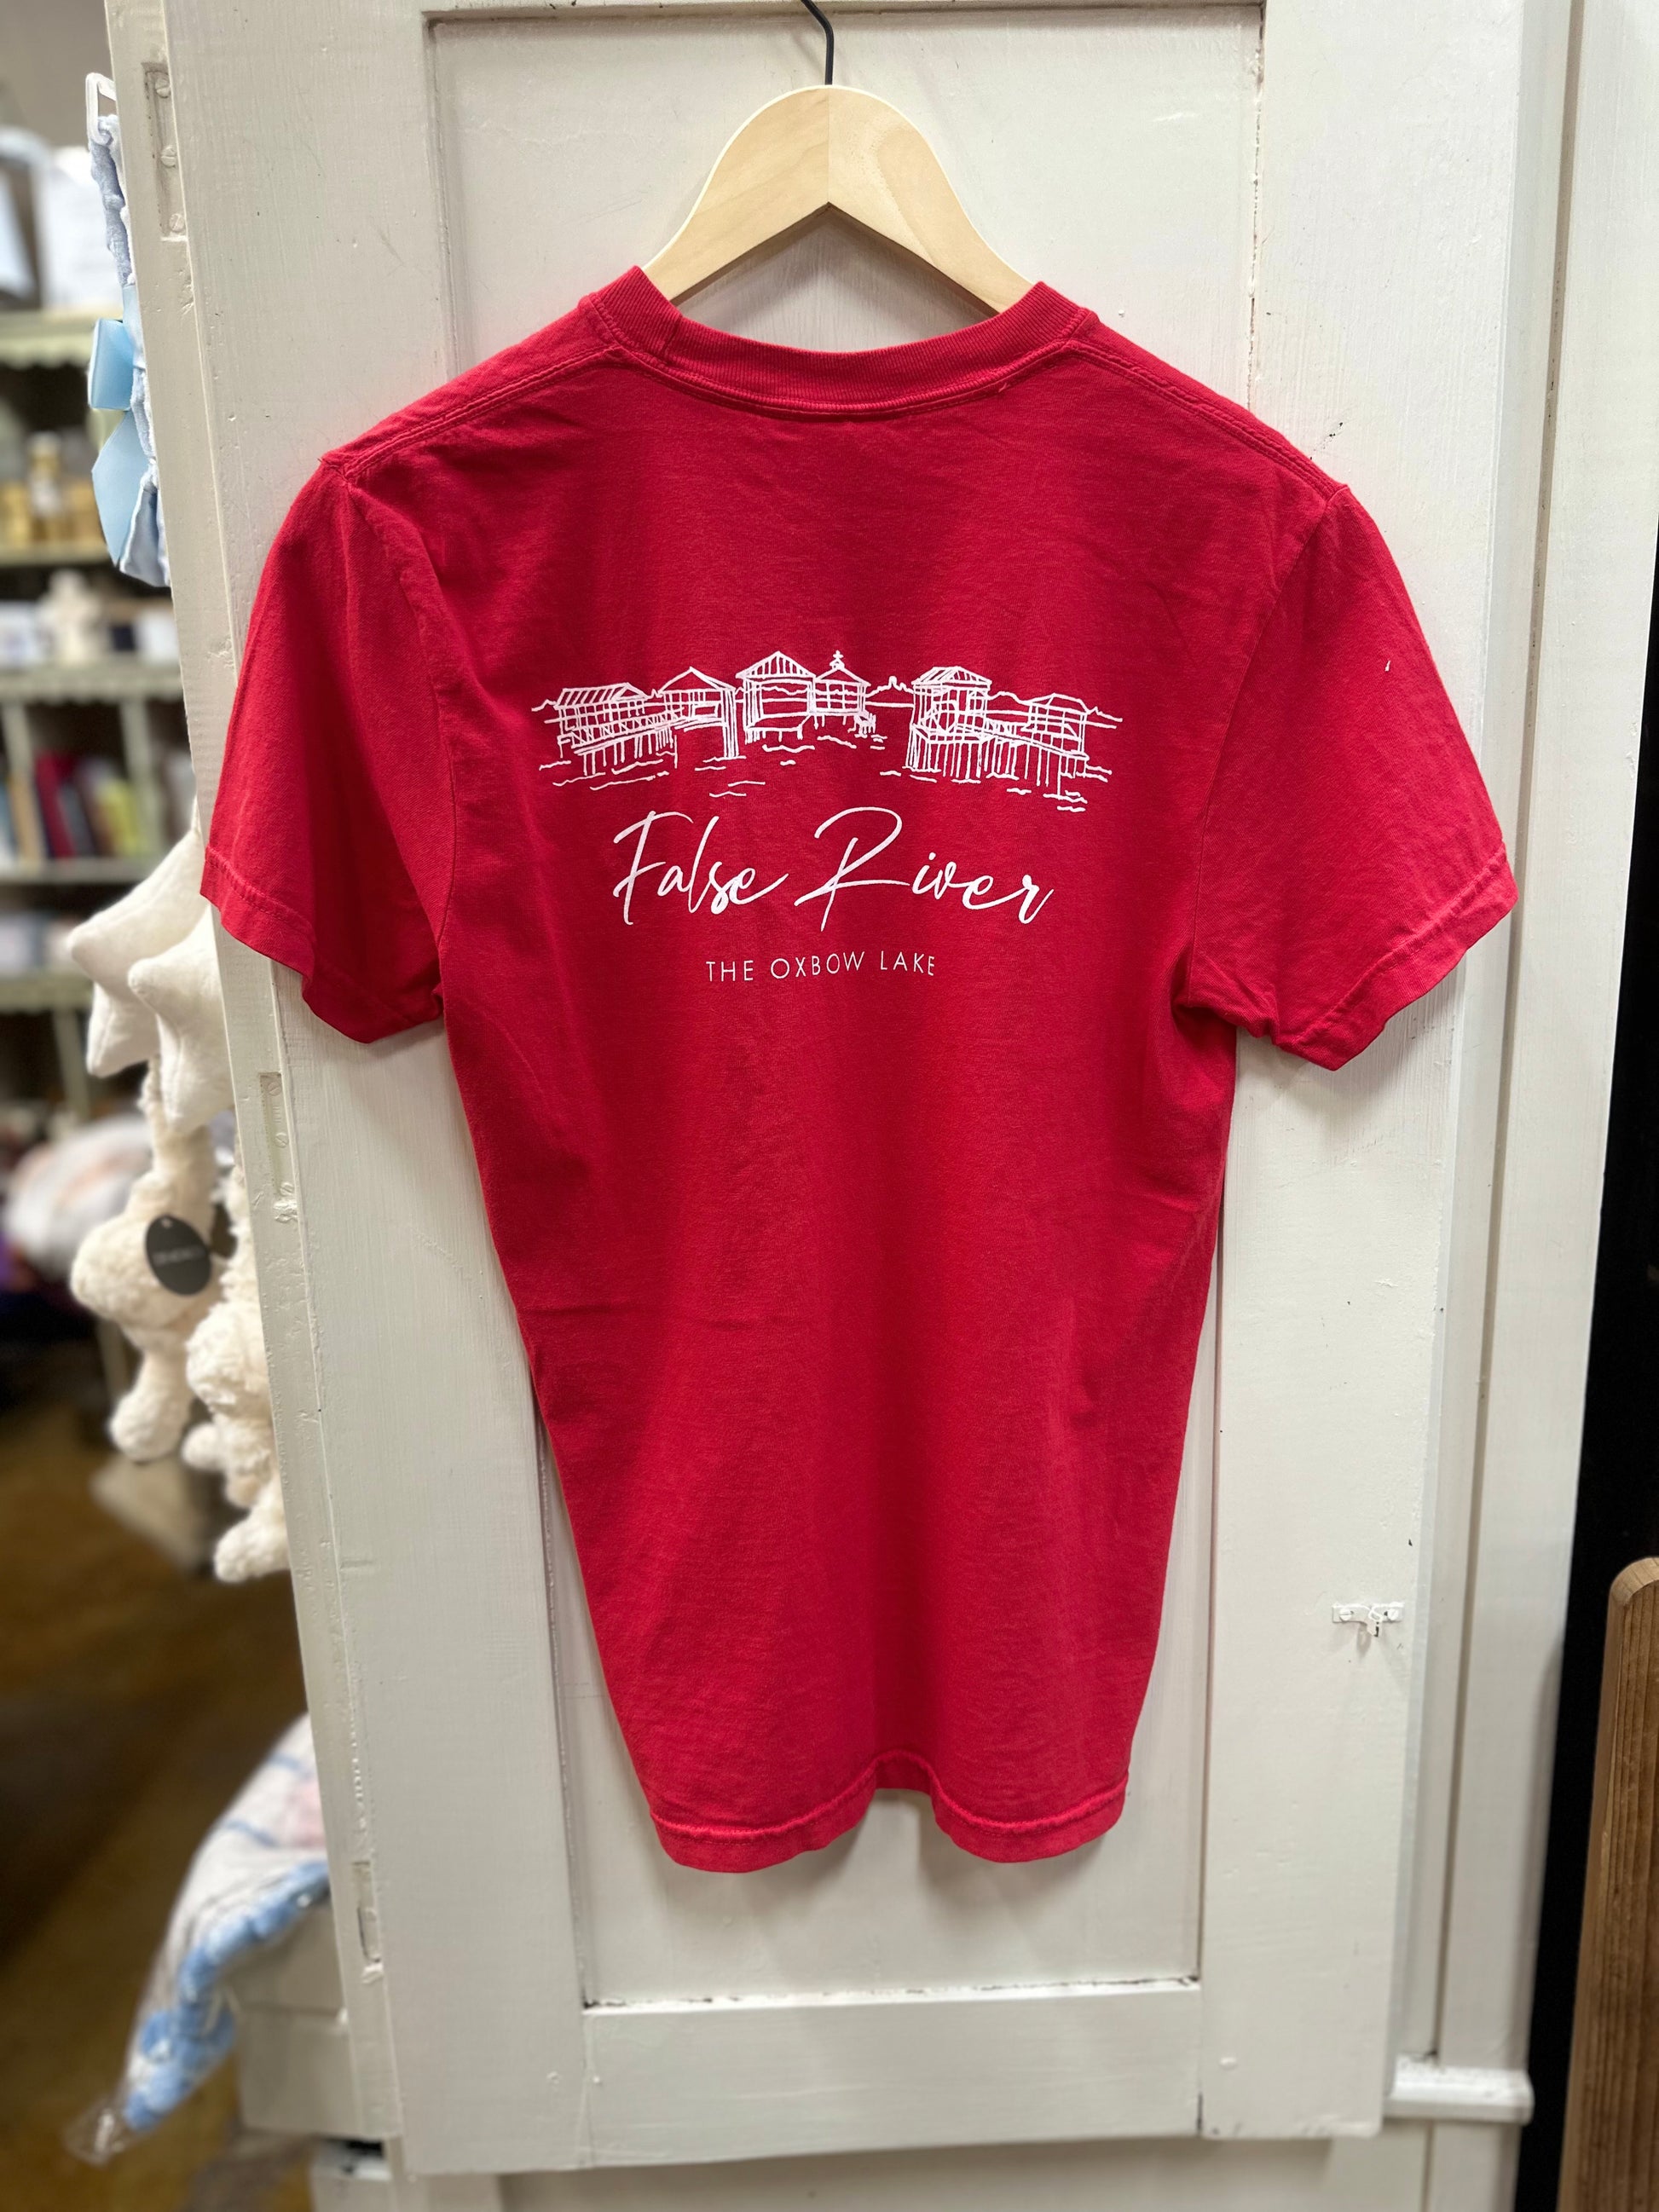 False River
THE OXBOW LAKE